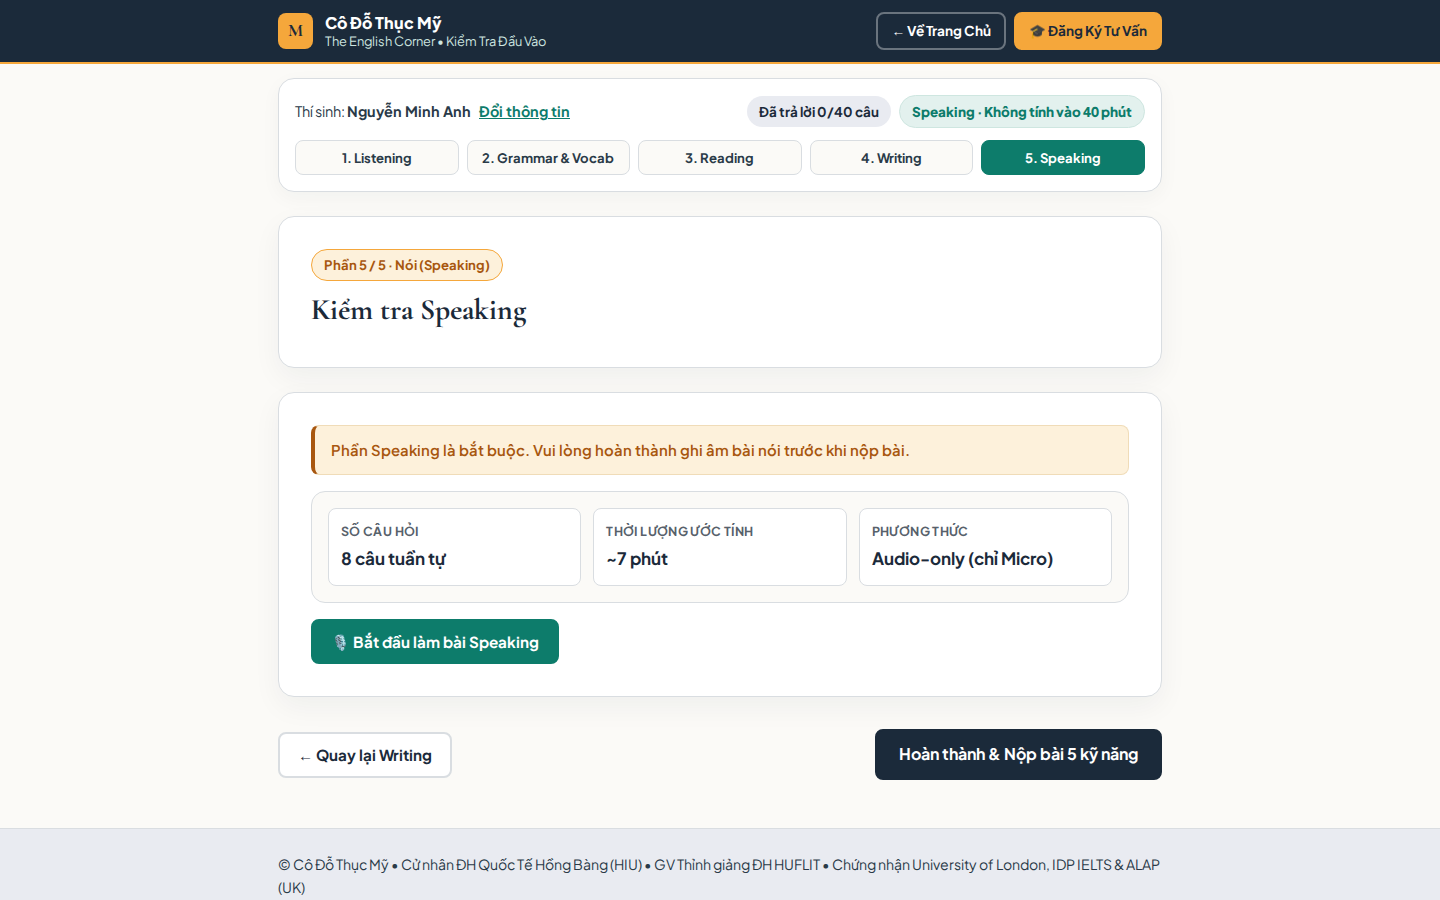 M
Cô Đỗ Thục Mỹ
The English Corner • Kiểm Tra Đầu Vào
← Về Trang Chủ
🎓 Đăng Ký Tư Vấn
Thí sinh: Nguyễn Minh Anh Đổi thông tin
Đã trả lời 0/40 câu
Speaking · Không tính vào 40 phút
1. Listening
2. Grammar & Vocab
3. Reading
4. Writing
5. Speaking
Phần 5 / 5 · Nói (Speaking)
Kiểm tra Speaking
Phần Speaking là bắt buộc. Vui lòng hoàn thành ghi âm bài nói trước khi nộp bài.
SỐ CÂU HỎI
8 câu tuần tự
THỜI LƯỢNG ƯỚC TÍNH
~7 phút
PHƯƠNG THỨC
Audio-only (chỉ Micro)
🎙️ Bắt đầu làm bài Speaking
← Quay lại Writing
Hoàn thành & Nộp bài 5 kỹ năng
© Cô Đỗ Thục Mỹ • Cử nhân ĐH Quốc Tế Hồng Bàng (HIU) • GV Thỉnh giảng ĐH HUFLIT • Chứng nhận University of London, IDP IELTS & ALAP
(UK)